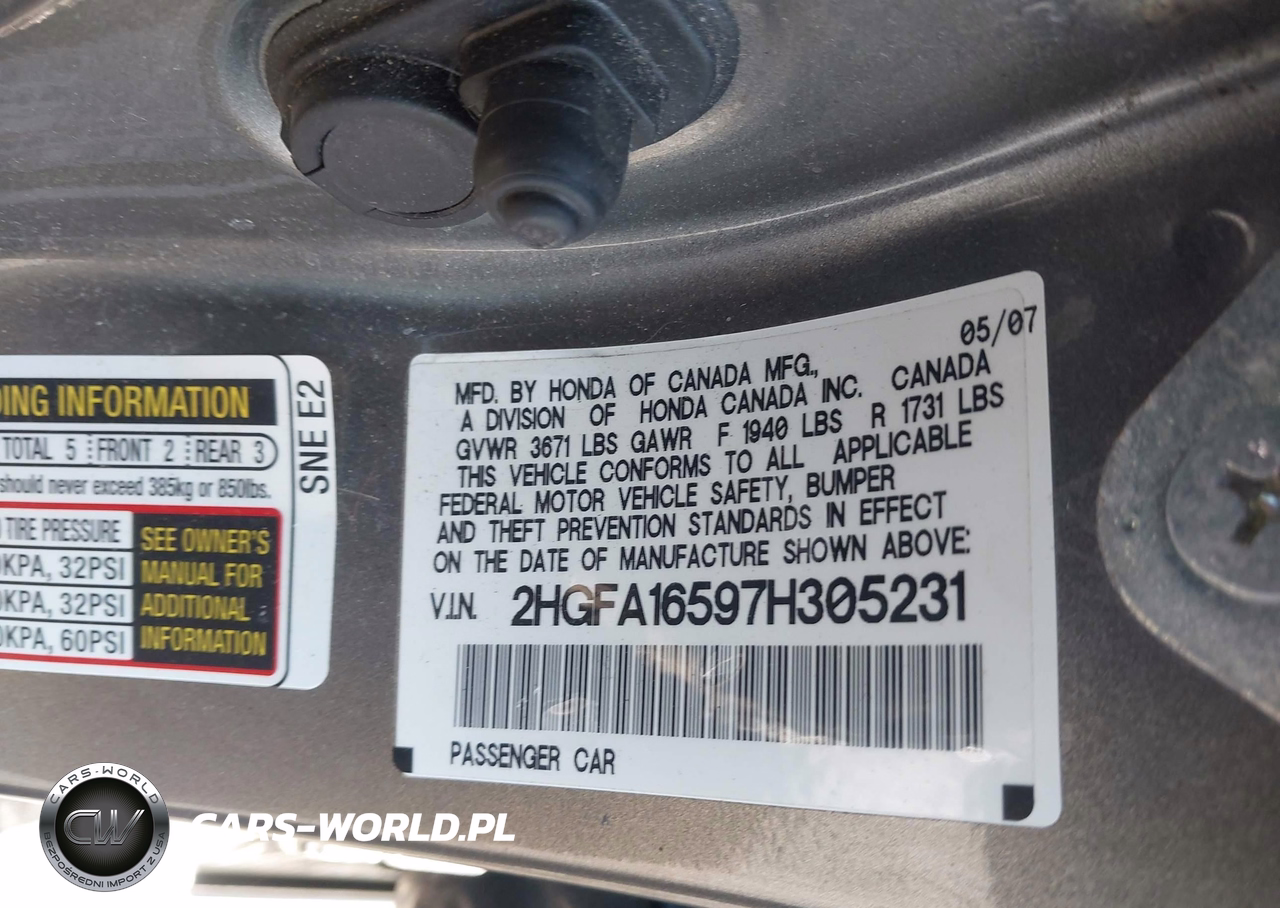 DING INFORMATION
TOTAL 5 FRONT 2 REAR 3
should never exceed 385kg or 850lbs.
TIRE PRESSURE
SEE OWNER'S
MANUAL FOR
ADDITIONAL
INFORMATION
0KPA, 32PSI
0KPA, 32PSI
0KPA, 60PSI
SNE E2
05/07
MFD. BY HONDA OF CANADA MFG.,
A DIVISION OF HONDA CANADA INC. CANADA
GVWR 3671 LBS GAWR F 1940 LBS R 1731 LBS
THIS VEHICLE CONFORMS TO ALL APPLICABLE
FEDERAL MOTOR VEHICLE SAFETY, BUMPER
AND THEFT PREVENTION STANDARDS IN EFFECT
ON THE DATE OF MANUFACTURE SHOWN ABOVE:
V.I.N. 2HGFA16597H305231
PASSENGER CAR
CARS-WORLD
CW
BEZPOŚREDNI IMPORT Z USA
CARS-WORLD.PL